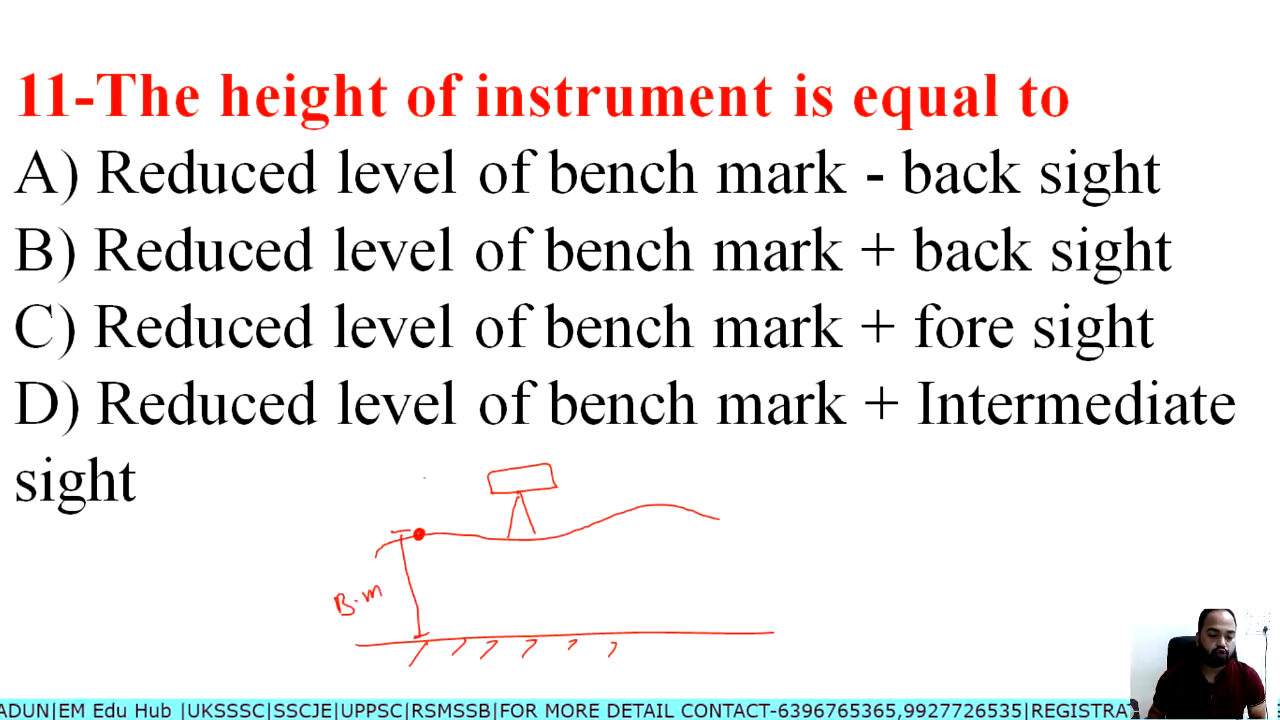 11-The height of instrument is equal to
A) Reduced level of bench mark - back sight
B) Reduced level of bench mark + back sight
C) Reduced level of bench mark + fore sight
D) Reduced level of bench mark + Intermediate
sight
B.m
ADUN|EM Edu Hub |UKSSSC|SSCJE|UPPSC|RSMSSB|FOR MORE DETAIL CONTACT-6396765365,9927726535|REGISTRAT